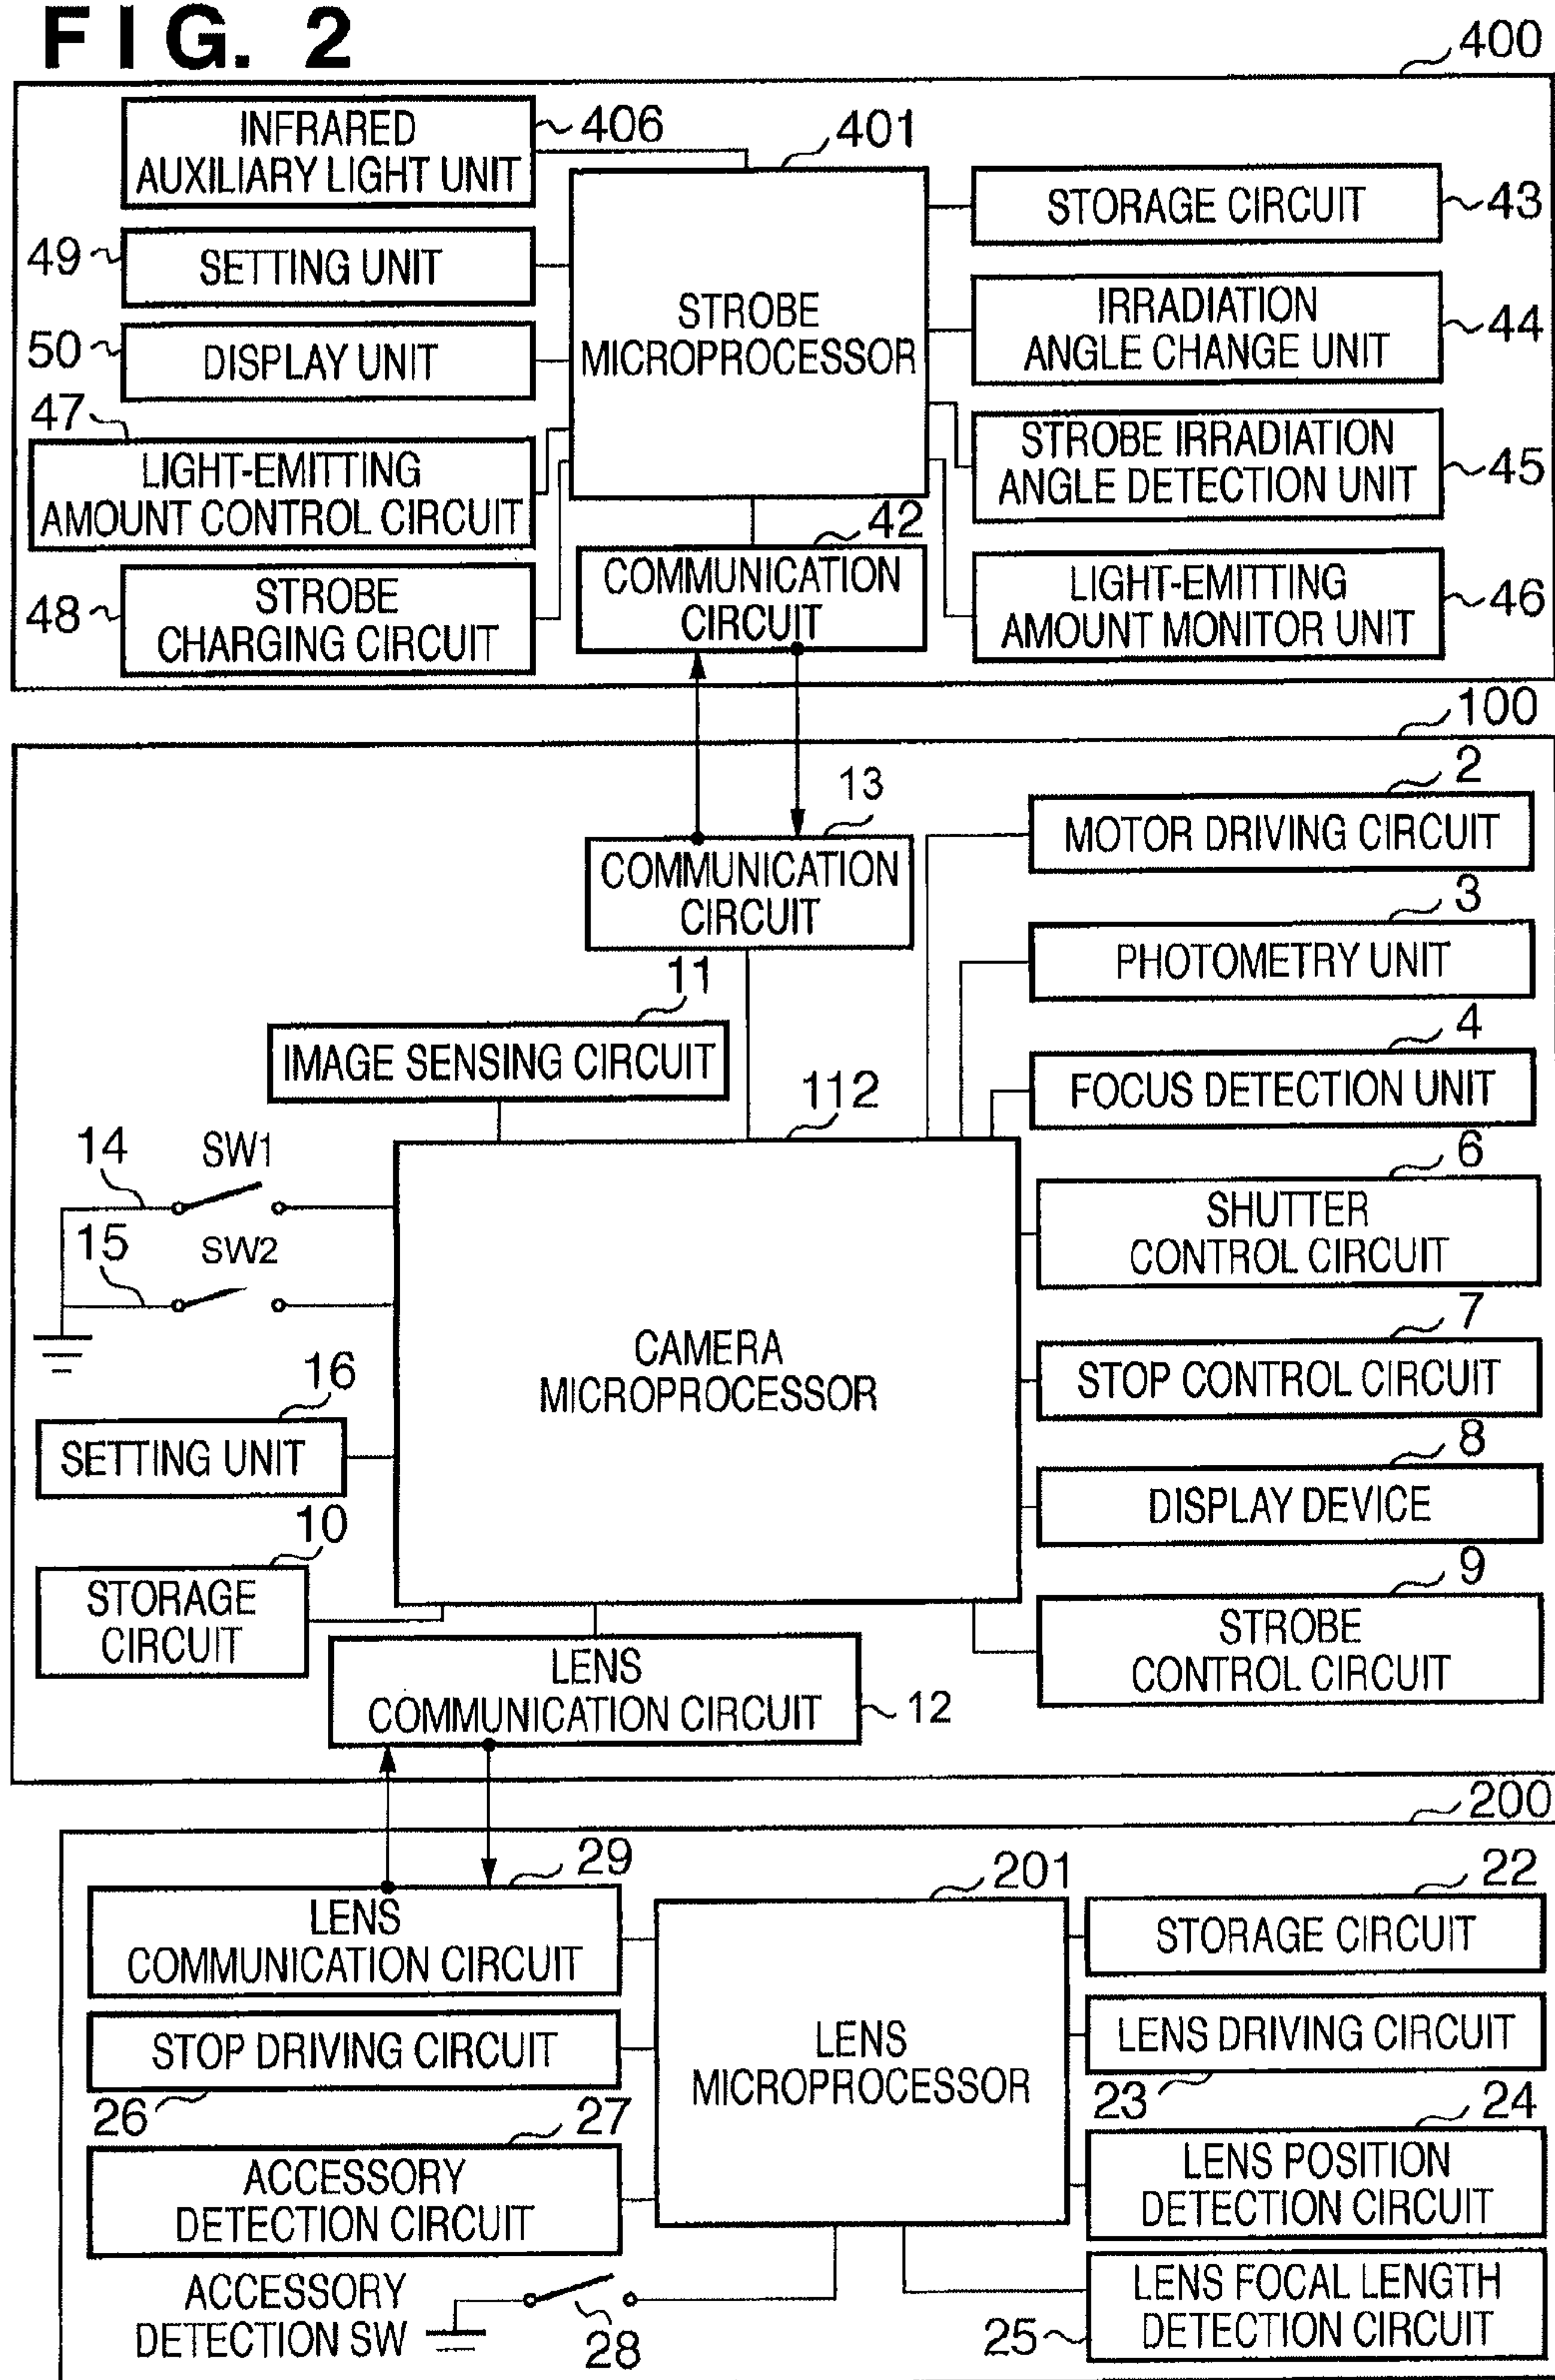 FIG. 2
400
INFRARED
AUXILIARY LIGHT UNIT
406
401
STORAGE CIRCUIT
43
49
SETTING UNIT
STROBE
MICROPROCESSOR
IRRADIATION
ANGLE CHANGE UNIT
44
50
DISPLAY UNIT
47
LIGHT-EMITTING
AMOUNT CONTROL CIRCUIT
STROBE IRRADIATION
ANGLE DETECTION UNIT
45
42
48
STROBE
CHARGING CIRCUIT
COMMUNICATION
CIRCUIT
LIGHT-EMITTING
AMOUNT MONITOR UNIT
46
100
2
13
MOTOR DRIVING CIRCUIT
COMMUNICATION
CIRCUIT
3
PHOTOMETRY UNIT
11
IMAGE SENSING CIRCUIT
4
FOCUS DETECTION UNIT
112
14
SW1
6
SHUTTER
CONTROL CIRCUIT
15
SW2
CAMERA
MICROPROCESSOR
7
STOP CONTROL CIRCUIT
16
SETTING UNIT
8
DISPLAY DEVICE
10
STORAGE
CIRCUIT
9
STROBE
CONTROL CIRCUIT
LENS
COMMUNICATION CIRCUIT
12
200
29
LENS
COMMUNICATION CIRCUIT
201
22
STORAGE CIRCUIT
STOP DRIVING CIRCUIT
26
LENS
MICROPROCESSOR
LENS DRIVING CIRCUIT
23
27
ACCESSORY
DETECTION CIRCUIT
24
LENS POSITION
DETECTION CIRCUIT
ACCESSORY
DETECTION SW
28
25
LENS FOCAL LENGTH
DETECTION CIRCUIT